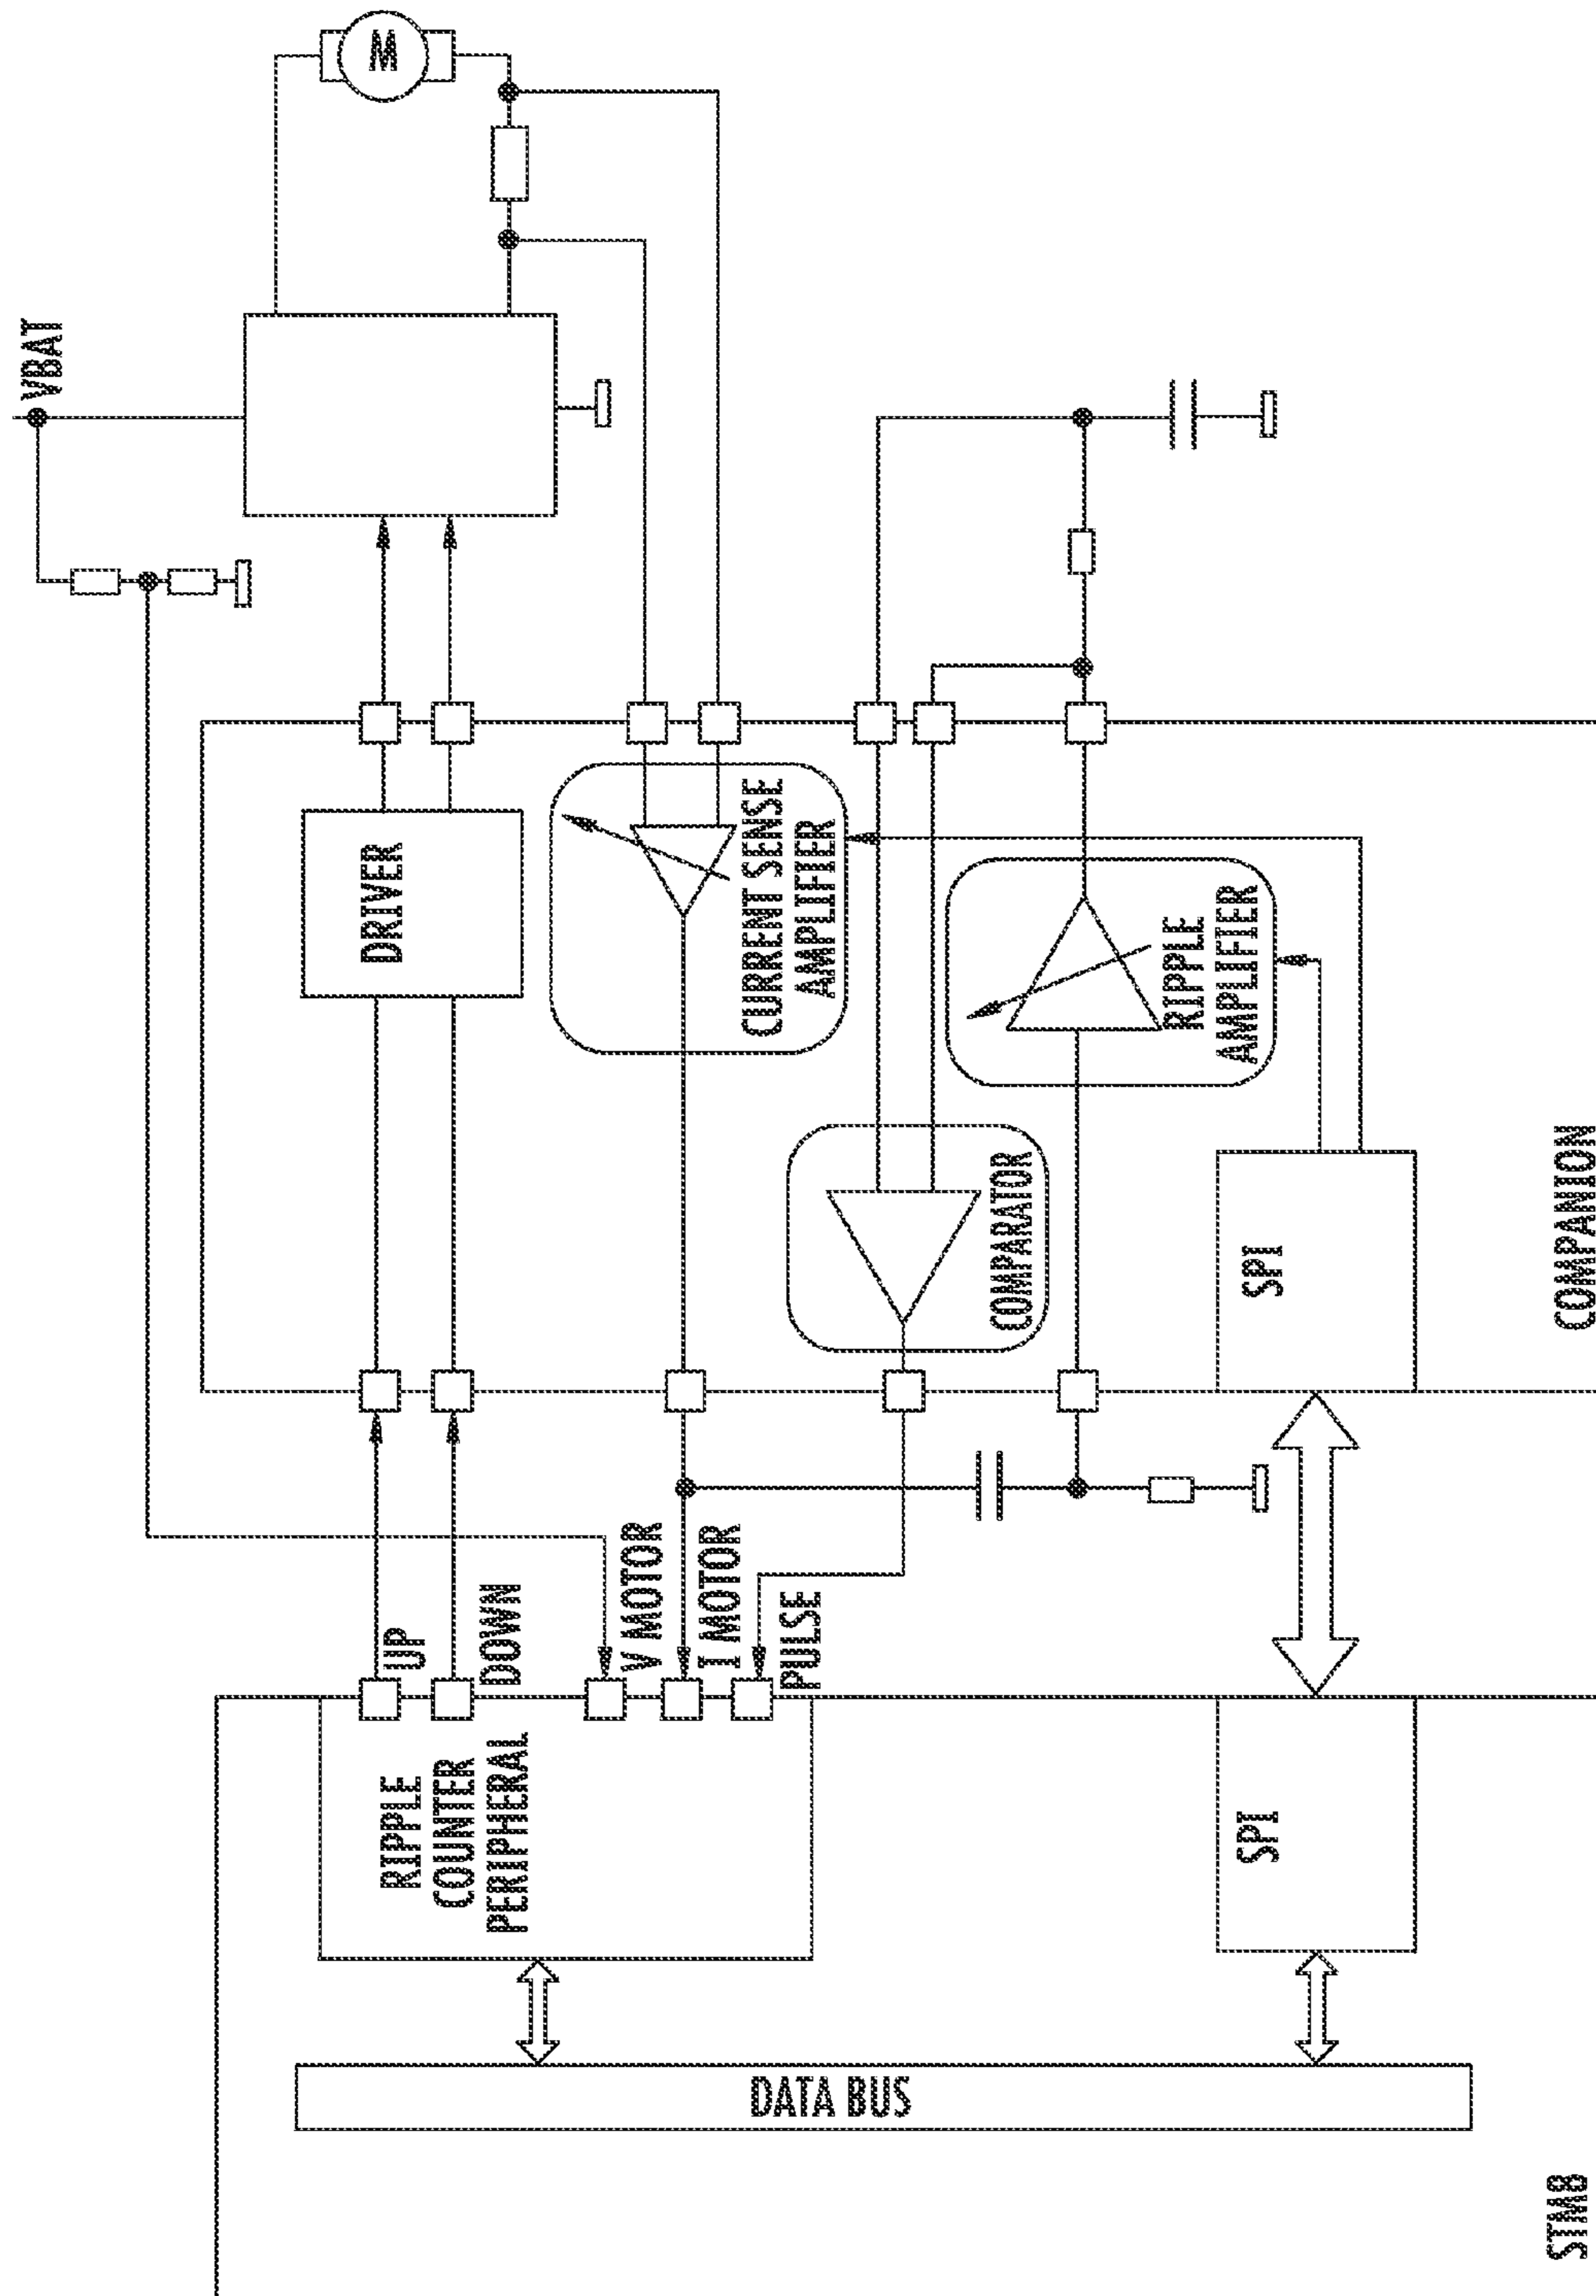 VBAT
M
DRIVER
CURRENT SENSE
AMPLIFIER
RIPPLE
AMPLIFIER
COMPARATOR
SPI
COMPANION
UP
DOWN
V MOTOR
I MOTOR
PULSE
RIPPLE
COUNTER
PERIPHERAL
SPI
DATA BUS
STM8